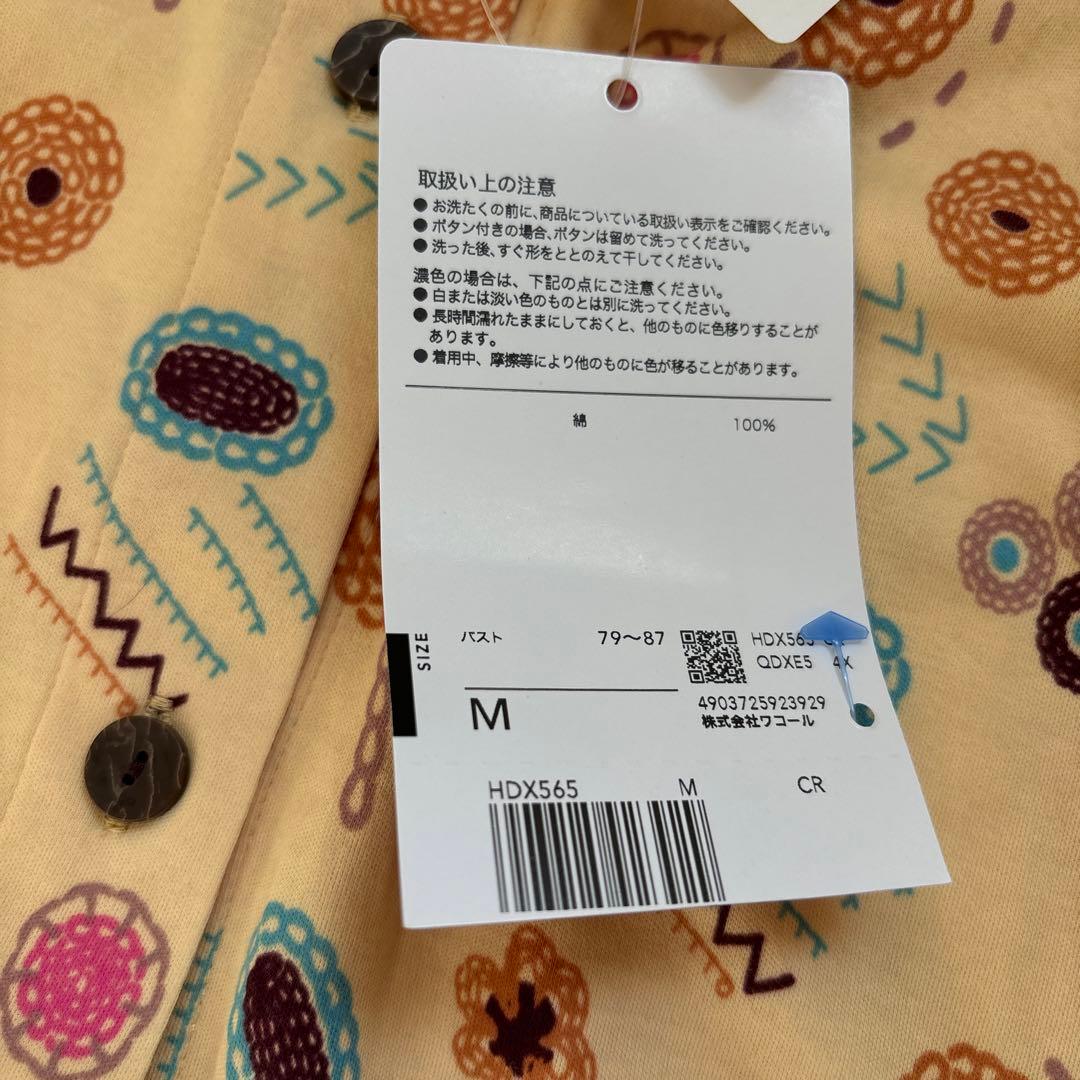 取扱い上の注意
● お洗たくの前に、商品についている取扱い表示をご確認ください。
● ボタン付きの場合、ボタンは留めて洗ってください。
● 洗った後、すぐ形をととのえて干してください。
濃色の場合は、下記の点にご注意ください。
● 白または淡い色のものとは別に洗ってください。
● 長時間濡れたままにしておくと、他のものに色移りすることが
あります。
● 着用中、摩擦等により他のものに色が移ることがあります。
綿 100%
SIZE
バスト 79〜87
M
HDX565
QDXE5 4X
4903725923929
株式会社ワコール
HDX565 M CR